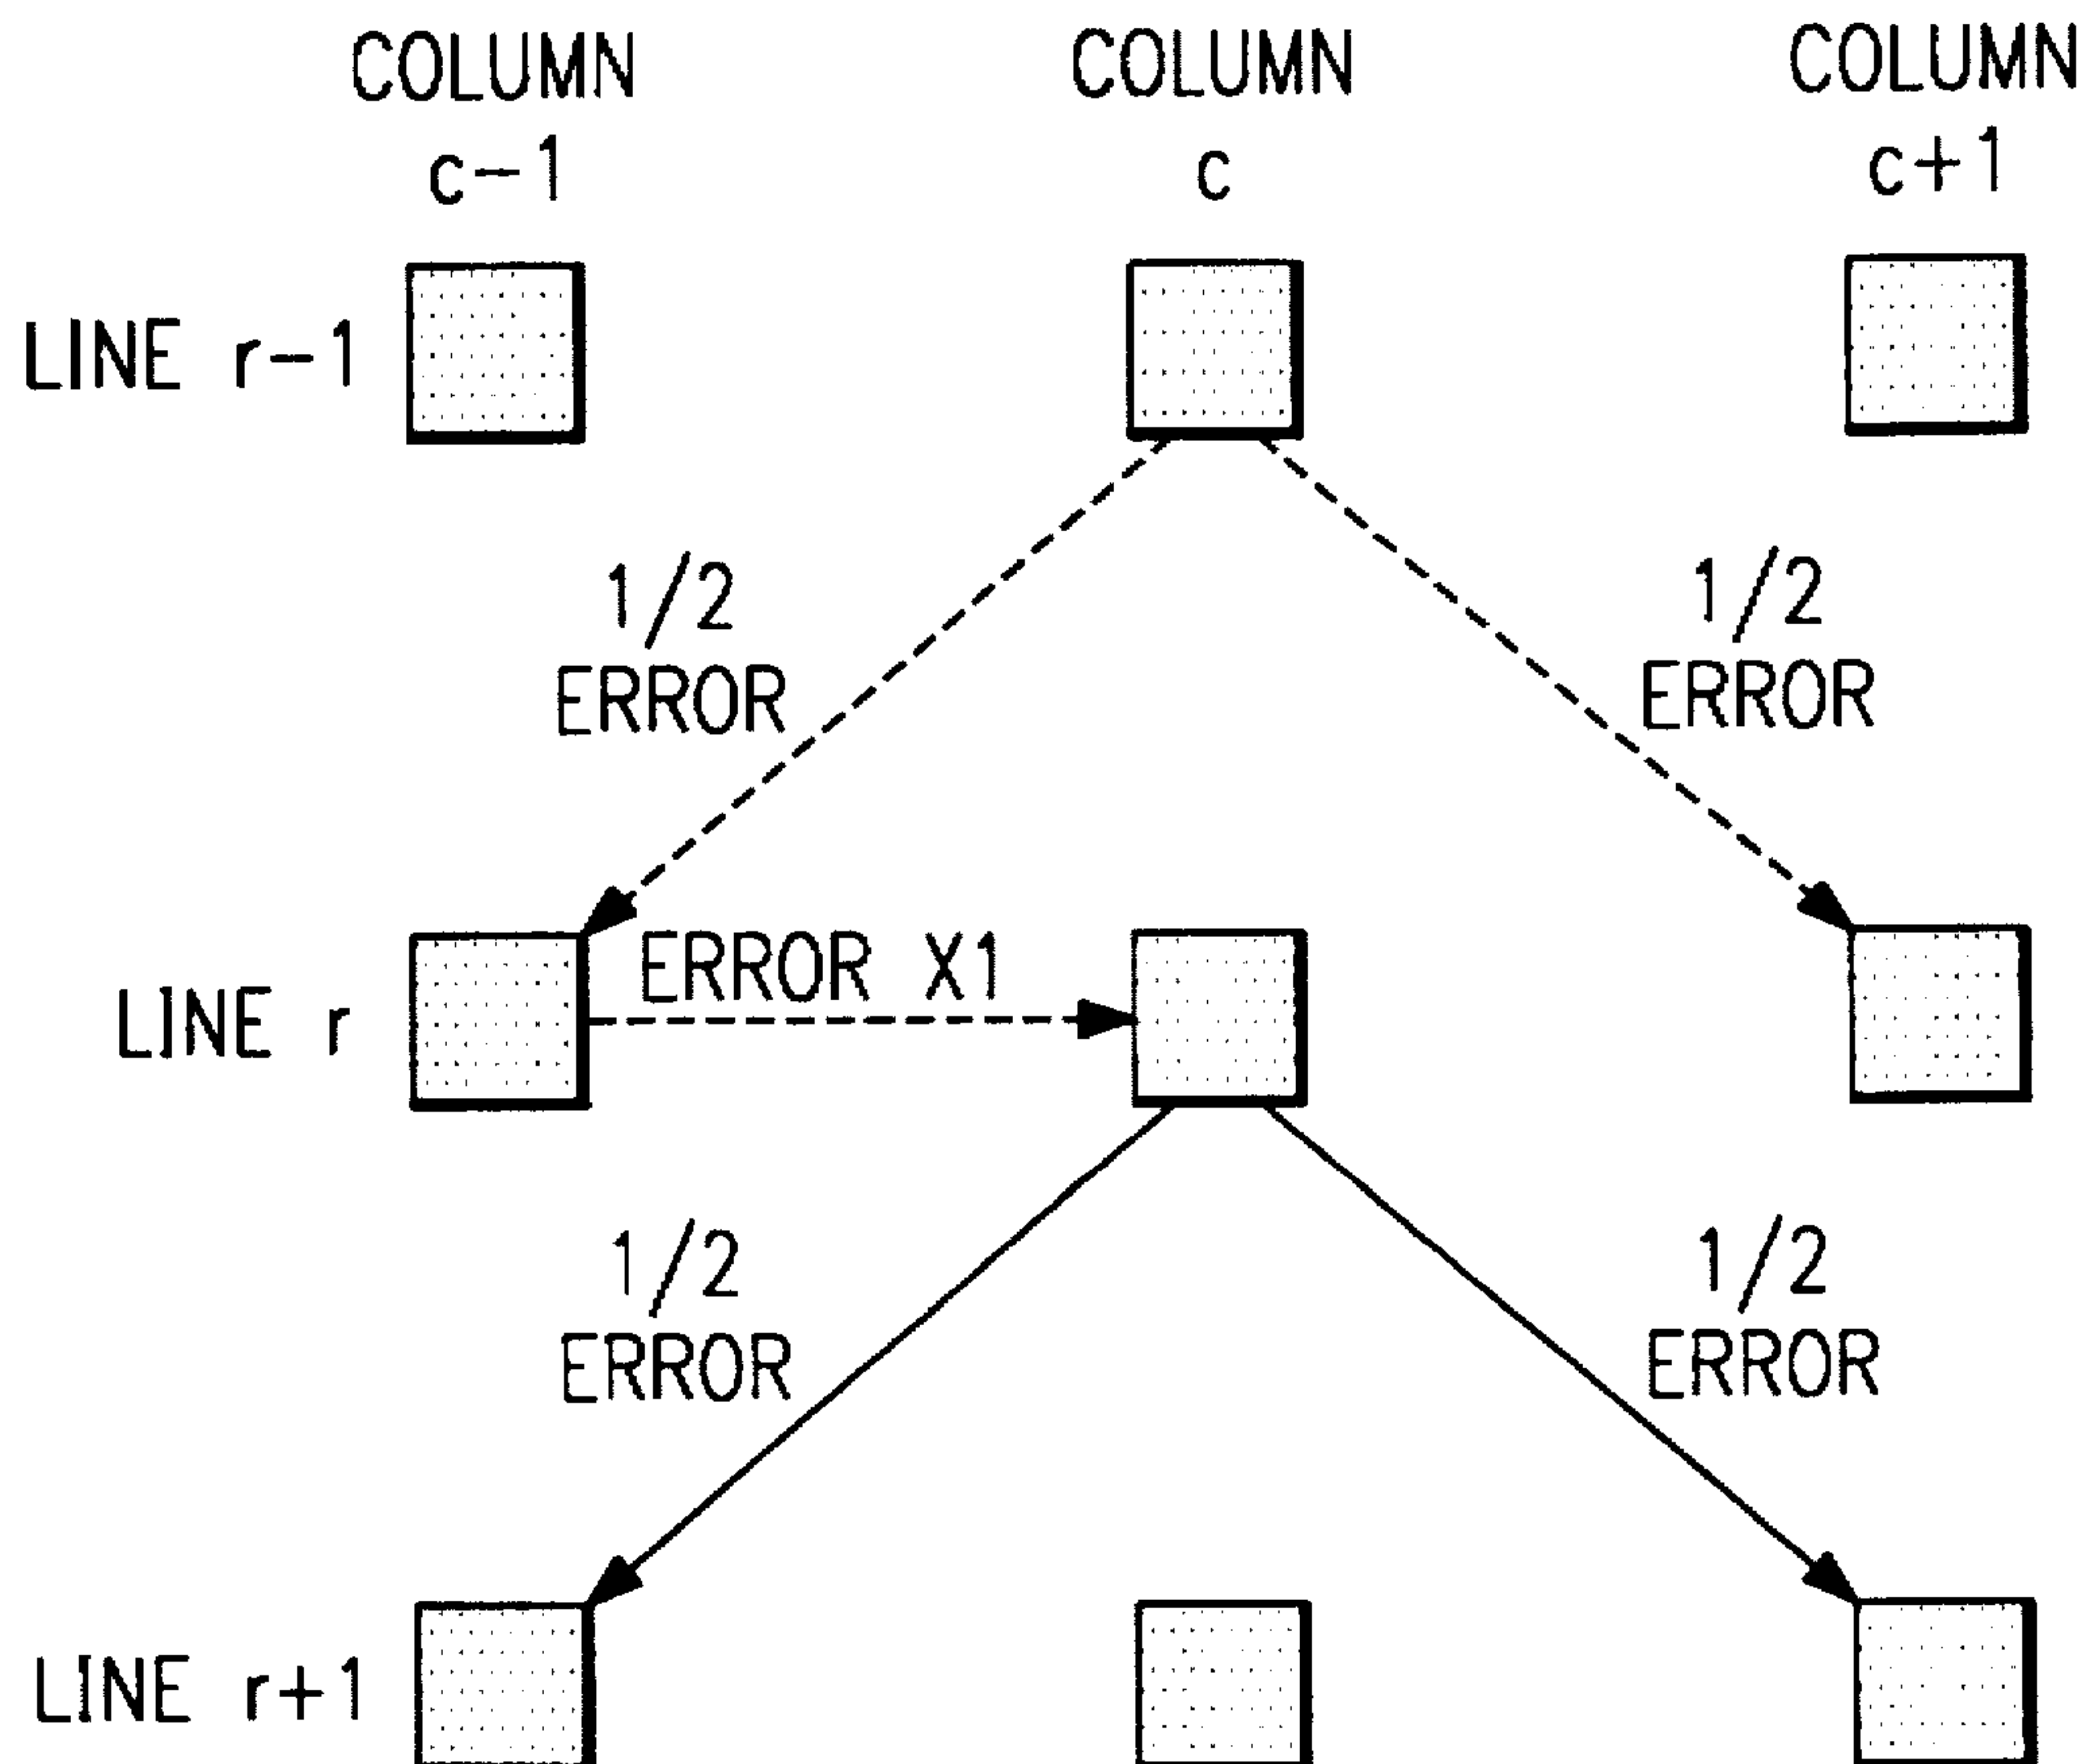 COLUMN COLUMN COLUMN
c-1 c c+1
LINE r-1
1/2 1/2
ERROR ERROR
ERROR X1
LINE r
1/2 1/2
ERROR ERROR
LINE r+1